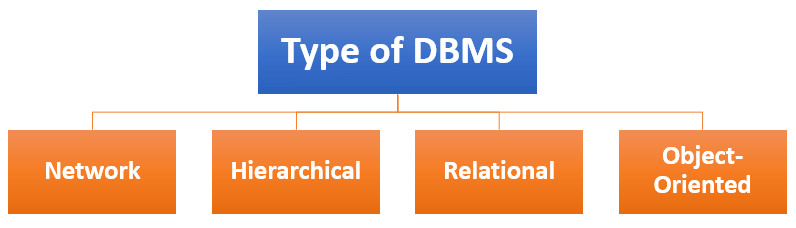 Type of DBMS
Network
Hierarchical
Relational
Object-
Oriented